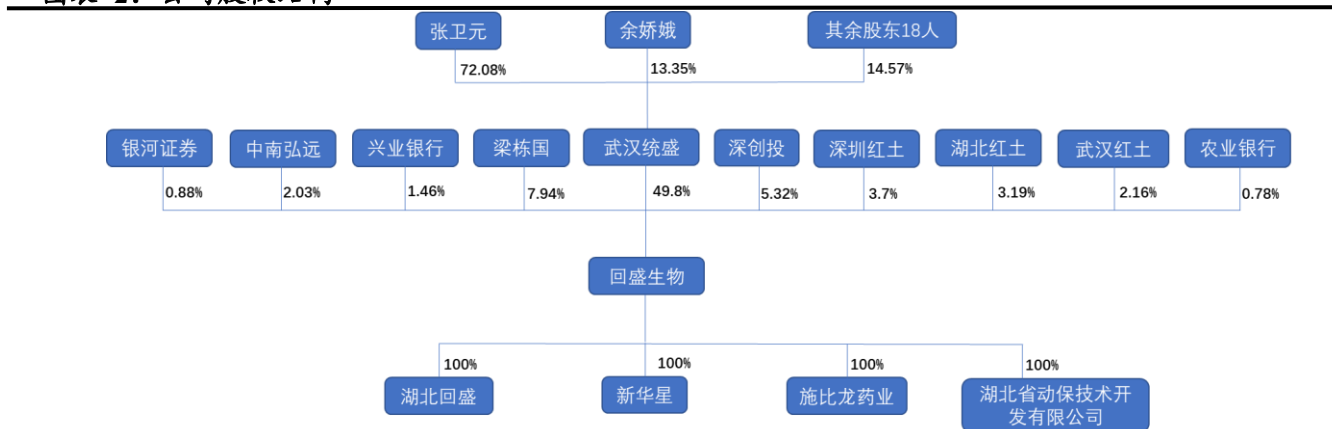 张卫元
余娇娥
其余股东18人
72.08%
13.35%
14.57%
银河证券
中南弘远
兴业银行
梁栋国
武汉统盛
深创投
深圳红土
湖北红土
武汉红土
农业银行
0.88%
2.03%
1.46%
7.94%
49.8%
5.32%
3.7%
3.19%
2.16%
0.78%
回盛生物
100%
100%
100%
100%
湖北回盛
新华星
施比龙药业
湖北省动保技术开
发有限公司